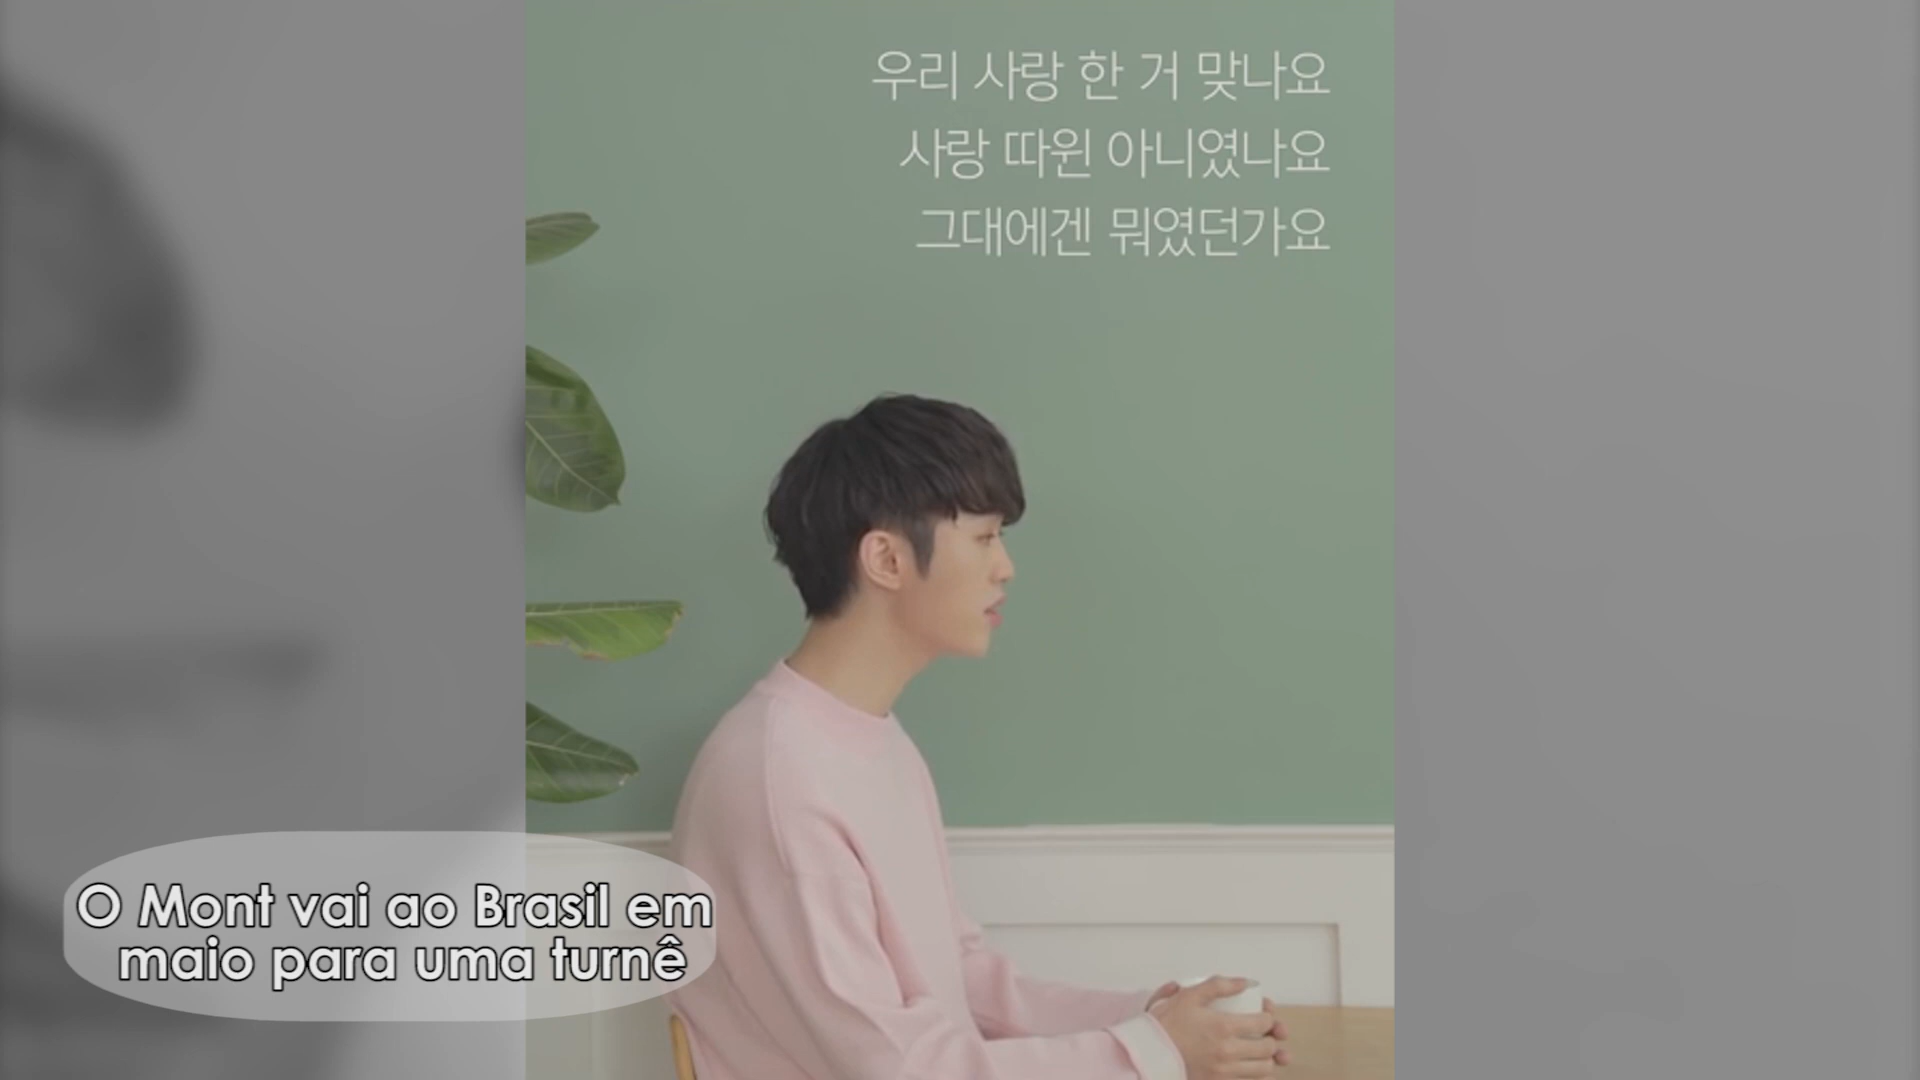 우리 사랑 한 거 맞나요
사랑 따윈 아니였나요
그대에겐 뭐였던가요
O Mont vai ao Brasil em
maio para uma turnê